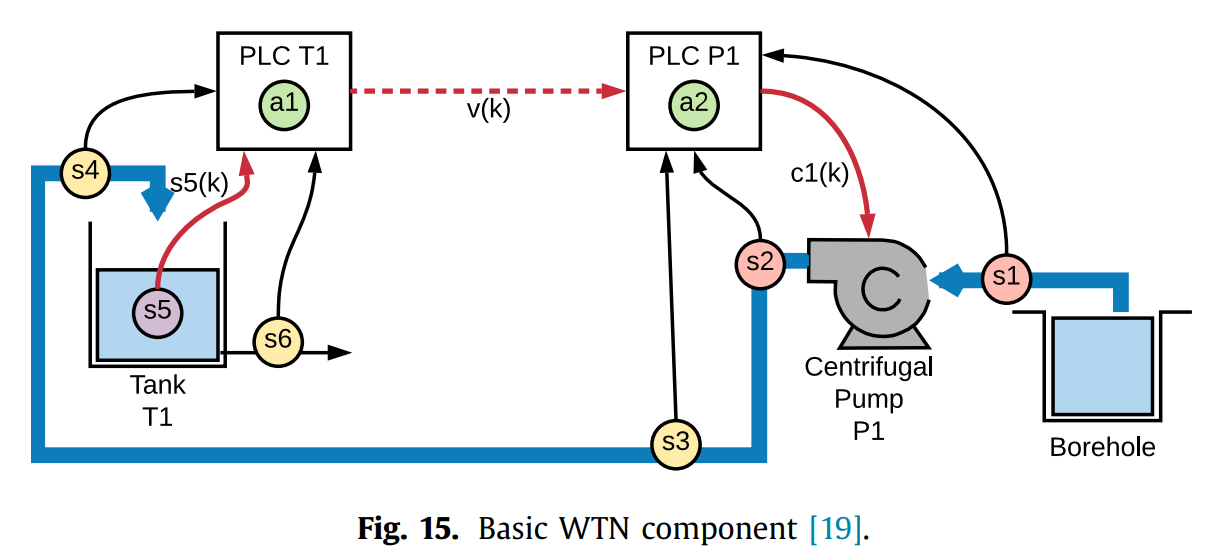 PLC T1
a1
PLC P1
a2
v(k)
s4
s5(k)
c1(k)
s2
s1
s5
s6
Centrifugal
Pump
P1
Tank
T1
s3
Borehole
Fig. 15. Basic WTN component [19].